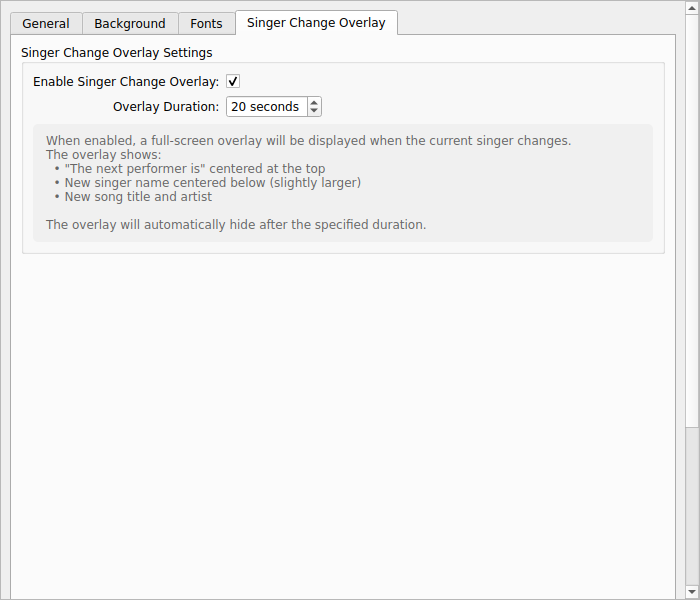 General Background Fonts Singer Change Overlay
Singer Change Overlay Settings
Enable Singer Change Overlay:
Overlay Duration: 20 seconds
When enabled, a full-screen overlay will be displayed when the current singer changes.
The overlay shows:
• "The next performer is" centered at the top
• New singer name centered below (slightly larger)
• New song title and artist
The overlay will automatically hide after the specified duration.